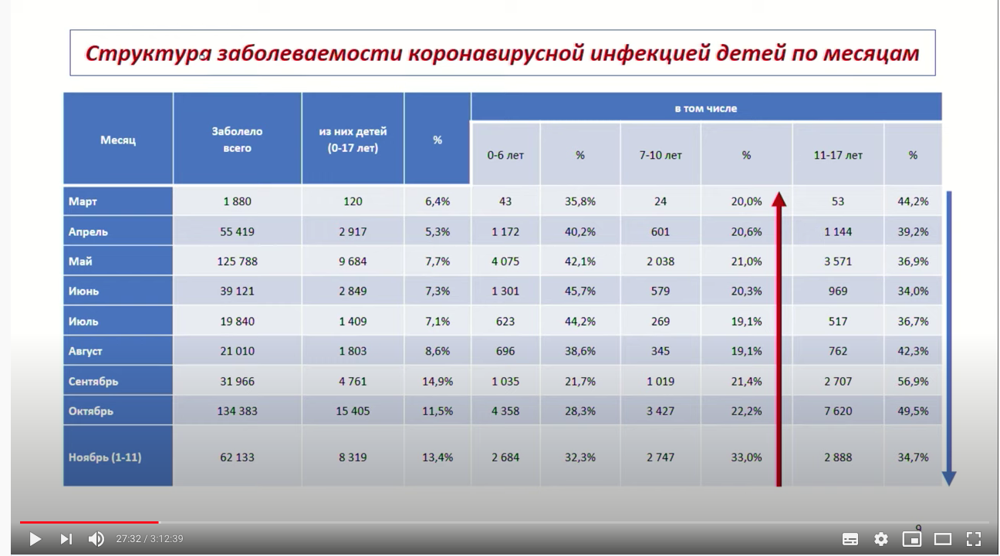 Структура заболеваемости коронавирусной инфекцией детей по месяцам
Месяц Заболело всего из них детей (0-17 лет) % в том числе
0-6 лет % 7-10 лет % 11-17 лет %
Март 1 880 120 6,4% 43 35,8% 24 20,0% 53 44,2%
Апрель 55 419 2 917 5,3% 1 172 40,2% 601 20,6% 1 144 39,2%
Май 125 788 9 684 7,7% 4 075 42,1% 2 038 21,0% 3 571 36,9%
Июнь 39 121 2 849 7,3% 1 301 45,7% 579 20,3% 969 34,0%
Июль 19 840 1 409 7,1% 623 44,2% 269 19,1% 517 36,7%
Август 21 010 1 803 8,6% 696 38,6% 345 19,1% 762 42,3%
Сентябрь 31 966 4 761 14,9% 1 035 21,7% 1 019 21,4% 2 707 56,9%
Октябрь 134 383 15 405 11,5% 4 358 28,3% 3 427 22,2% 7 620 49,5%
Ноябрь (1-11) 62 133 8 319 13,4% 2 684 32,3% 2 747 33,0% 2 888 34,7%
9
27:32 / 3:12:39